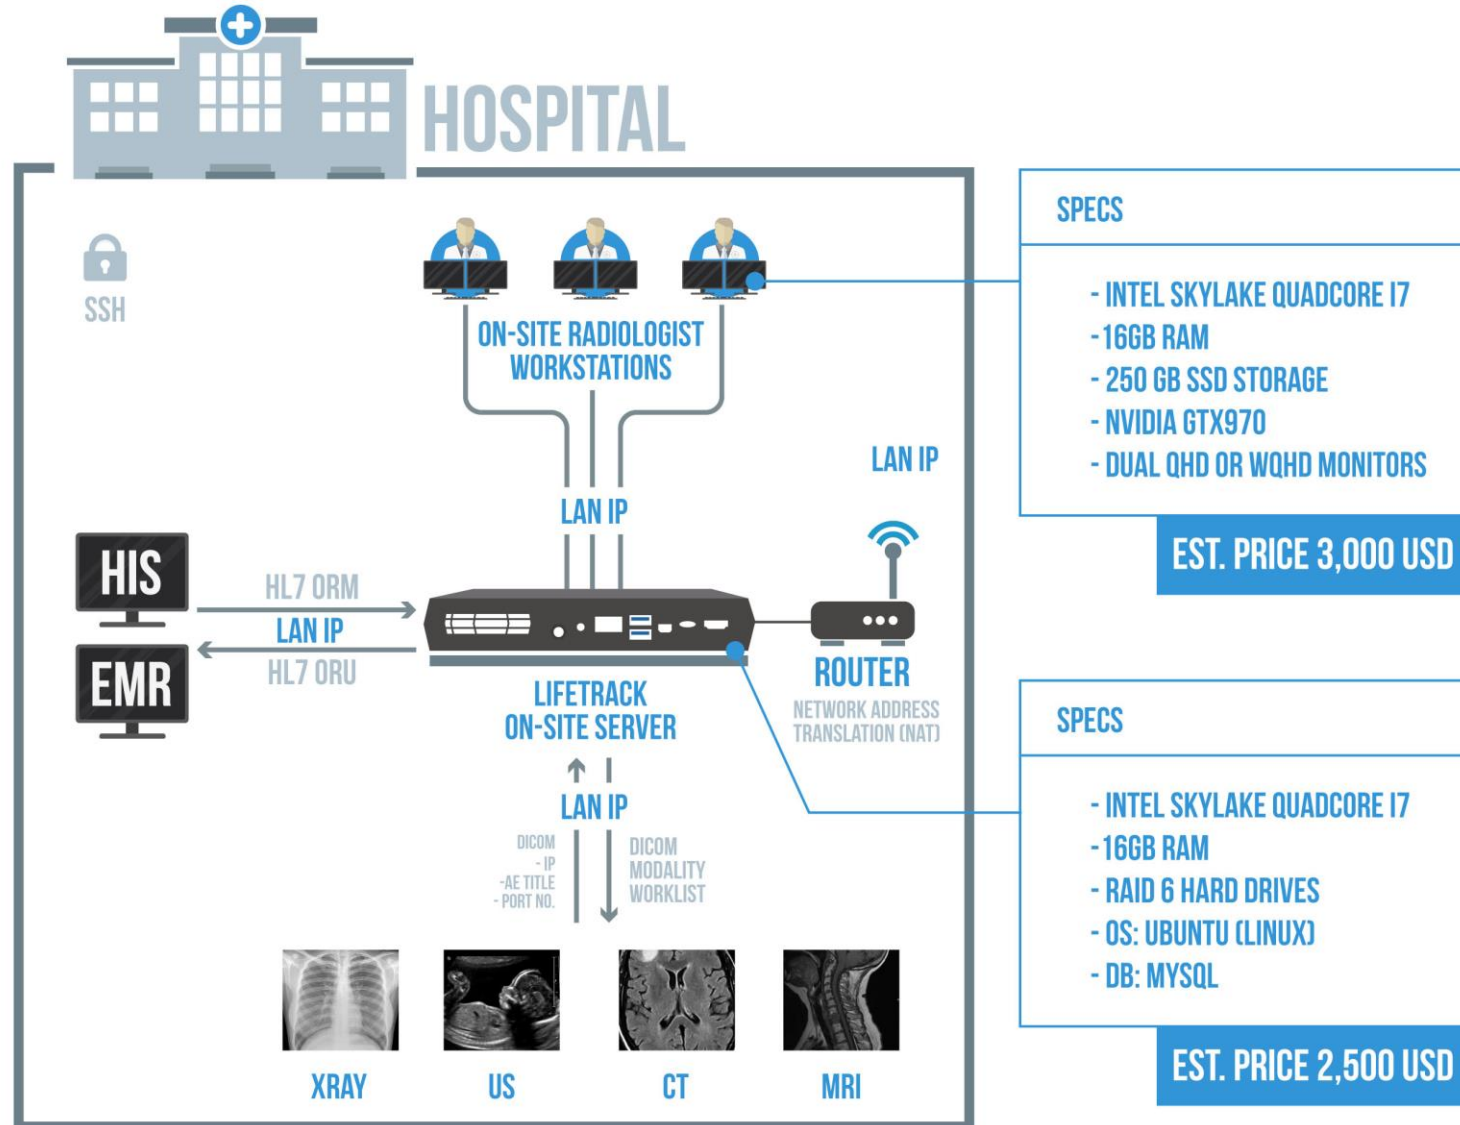 HOSPITAL
SSH
ON-SITE RADIOLOGIST
WORKSTATIONS
LAN IP
LAN IP
HIS
EMR
HL7 ORM
LAN IP
HL7 ORU
LIFETRACK
ON-SITE SERVER
ROUTER
NETWORK ADDRESS
TRANSLATION (NAT)
LAN IP
DICOM
- IP
-AE TITLE
- PORT NO.
DICOM
MODALITY
WORKLIST
XRAY
US
CT
MRI
SPECS
- INTEL SKYLAKE QUADCORE I7
-16GB RAM
- 250 GB SSD STORAGE
- NVIDIA GTX970
- DUAL QHD OR WQHD MONITORS
EST. PRICE 3,000 USD
SPECS
- INTEL SKYLAKE QUADCORE I7
-16GB RAM
- RAID 6 HARD DRIVES
- OS: UBUNTU (LINUX)
- DB: MYSQL
EST. PRICE 2,500 USD